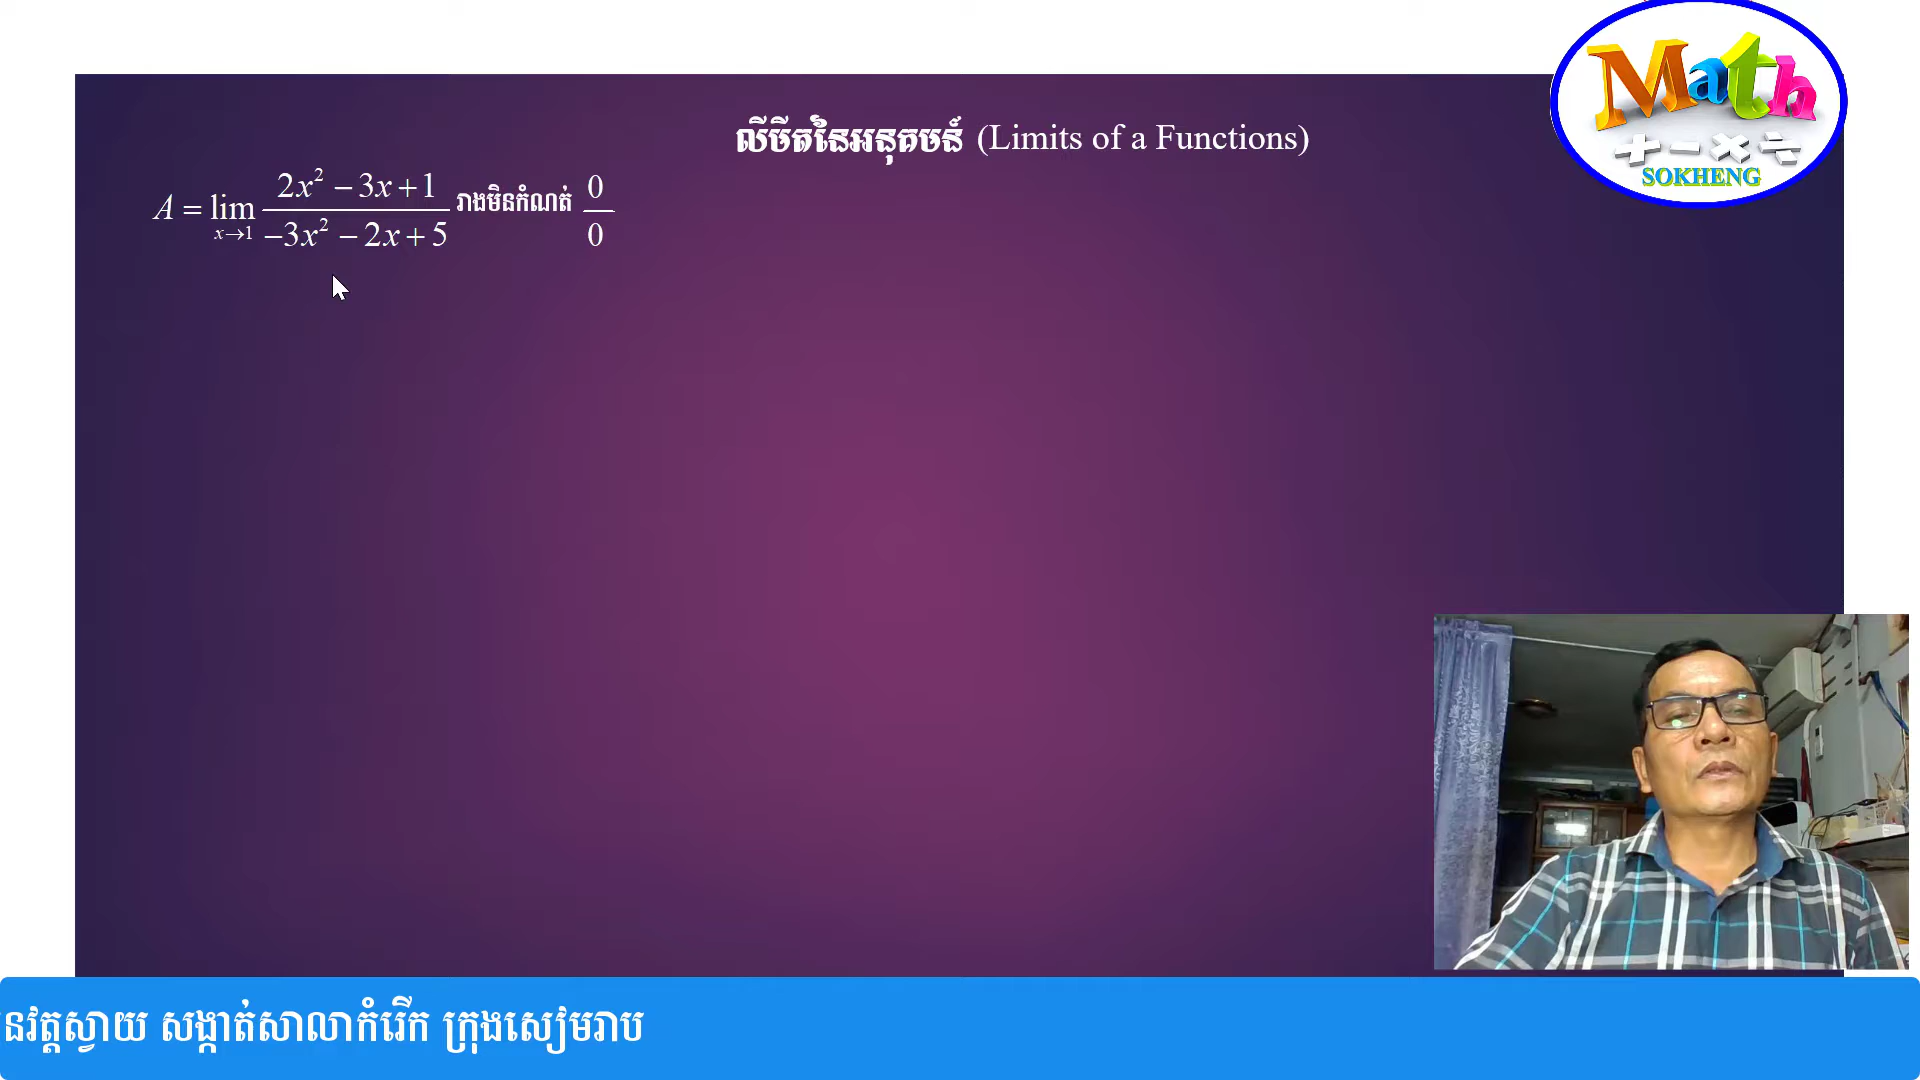 Math
SOKHENG
លីមីតនៃអនុគមន៍ (Limits of a Functions)
A = lim x→1 (2x² − 3x + 1)/(−3x² − 2x + 5) រាងមិនកំណត់ 0/0
នវត្តស្វាយ សង្កាត់សាលាកំរើក ក្រុងសៀមរាប